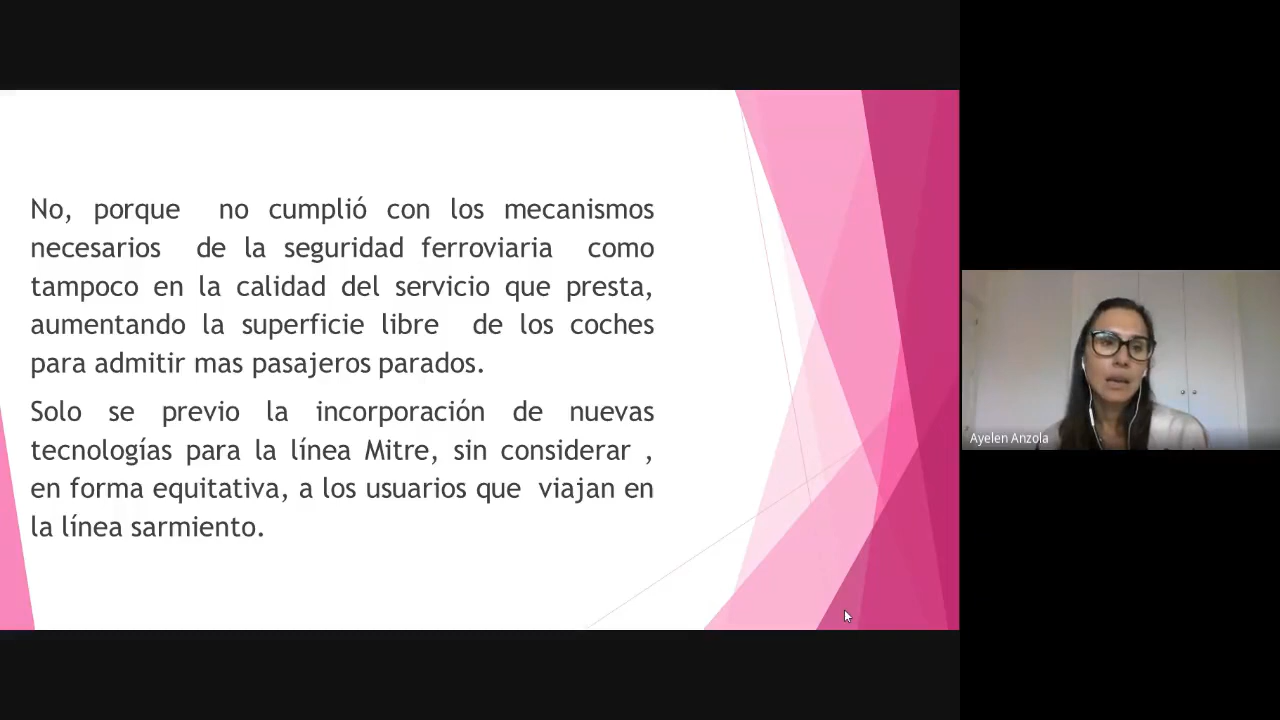 No, porque no cumplió con los mecanismos
necesarios de la seguridad ferroviaria como
tampoco en la calidad del servicio que presta,
aumentando la superficie libre de los coches
para admitir mas pasajeros parados.
Solo se previo la incorporación de nuevas
tecnologías para la línea Mitre, sin considerar ,
en forma equitativa, a los usuarios que viajan en
la línea sarmiento.
Ayelen Anzola